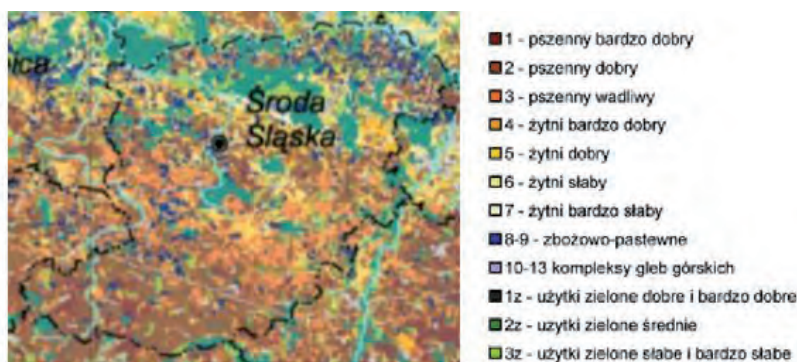 nica
Środa
Śląska
1 - pszenny bardzo dobry
2 - pszenny dobry
3 - pszenny wadliwy
4 - żytni bardzo dobry
5 - żytni dobry
6 - żytni słaby
7 - żytni bardzo słaby
8-9 - zbożowo-pastewne
10-13 kompleksy gleb górskich
1z - użytki zielone dobre i bardzo dobre
2z - uzytki zielone średnie
3z - użytki zielone słabe i bardzo słabe